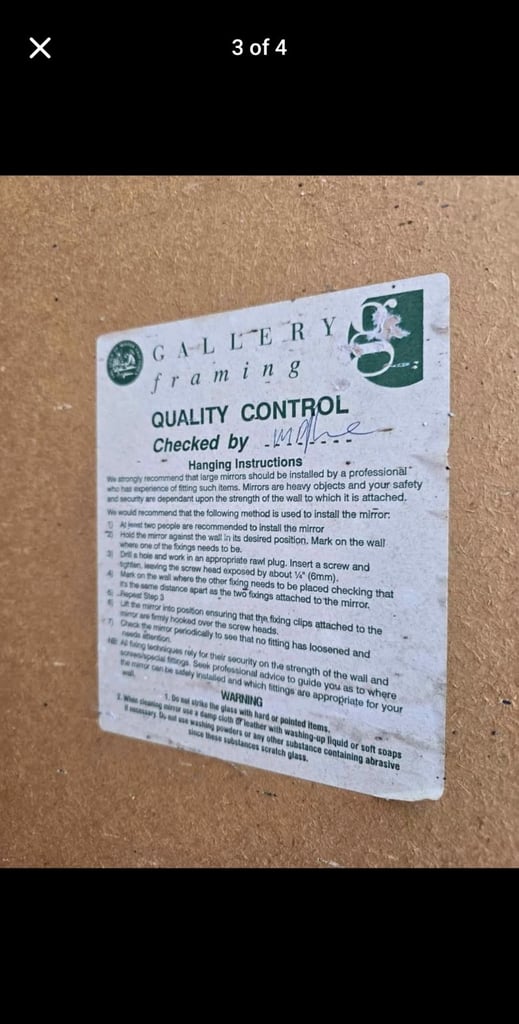 3 of 4
GALLERY
framing
g
QUALITY CONTROL
Checked by
Hanging Instructions
We strongly recommend that large mirrors should be installed by a professional
who has experience of fitting such items. Mirrors are heavy objects and your safety
and security are dependant upon the strength of the wall to which it is attached.
We would recommend that the following method is used to install the mirror:
1) At least two people are recommended to install the mirror
2) Hold the mirror against the wall in its desired position. Mark on the wall
where one of the fixings needs to be.
3) Drill a hole and work in an appropriate rawl plug. Insert a screw and
tighten, leaving the screw head exposed by about ¼" (6mm).
4) Mark on the wall where the other fixing needs to be placed checking that
it's the same distance apart as the two fixings attached to the mirror.
5) Repeat Step 3
6) Lift the mirror into position ensuring that the fixing clips attached to the
mirror are firmly hooked over the screw heads.
7) Check the mirror periodically to see that no fitting has loosened and
needs attention.
NB: All fixing techniques rely for their security on the strength of the wall and
screws/special fittings. Seek professional advice to guide you as to where
the mirror can be safely installed and which fittings are appropriate for your
wall.
WARNING
1. Do not strike the glass with hard or pointed items.
2. When cleaning mirror use a damp cloth or leather with washing-up liquid or soft soaps
if necessary. Do not use washing powders or any other substance containing abrasive
since these substances scratch glass.